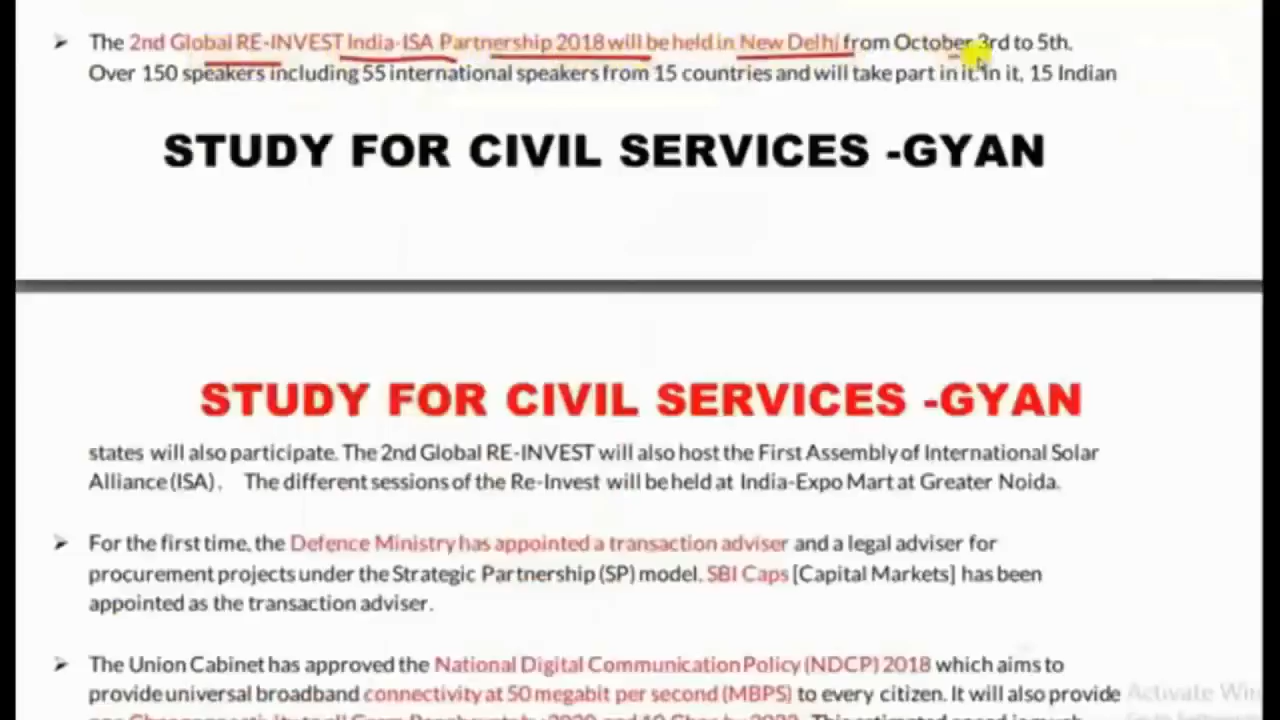 ➢ The 2nd Global RE-INVEST India-ISA Partnership 2018 will be held in New Delhi from October 3rd to 5th.
Over 150 speakers including 55 international speakers from 15 countries and will take part in it. In it, 15 Indian
STUDY FOR CIVIL SERVICES -GYAN
STUDY FOR CIVIL SERVICES -GYAN
states will also participate. The 2nd Global RE-INVEST will also host the First Assembly of International Solar
Alliance (ISA). The different sessions of the Re-Invest will be held at India-Expo Mart at Greater Noida.
➢ For the first time, the Defence Ministry has appointed a transaction adviser and a legal adviser for
procurement projects under the Strategic Partnership (SP) model. SBI Caps [Capital Markets] has been
appointed as the transaction adviser.
➢ The Union Cabinet has approved the National Digital Communication Policy (NDCP) 2018 which aims to
provide universal broadband connectivity at 50 megabit per second (MBPS) to every citizen. It will also provide
Activate Win